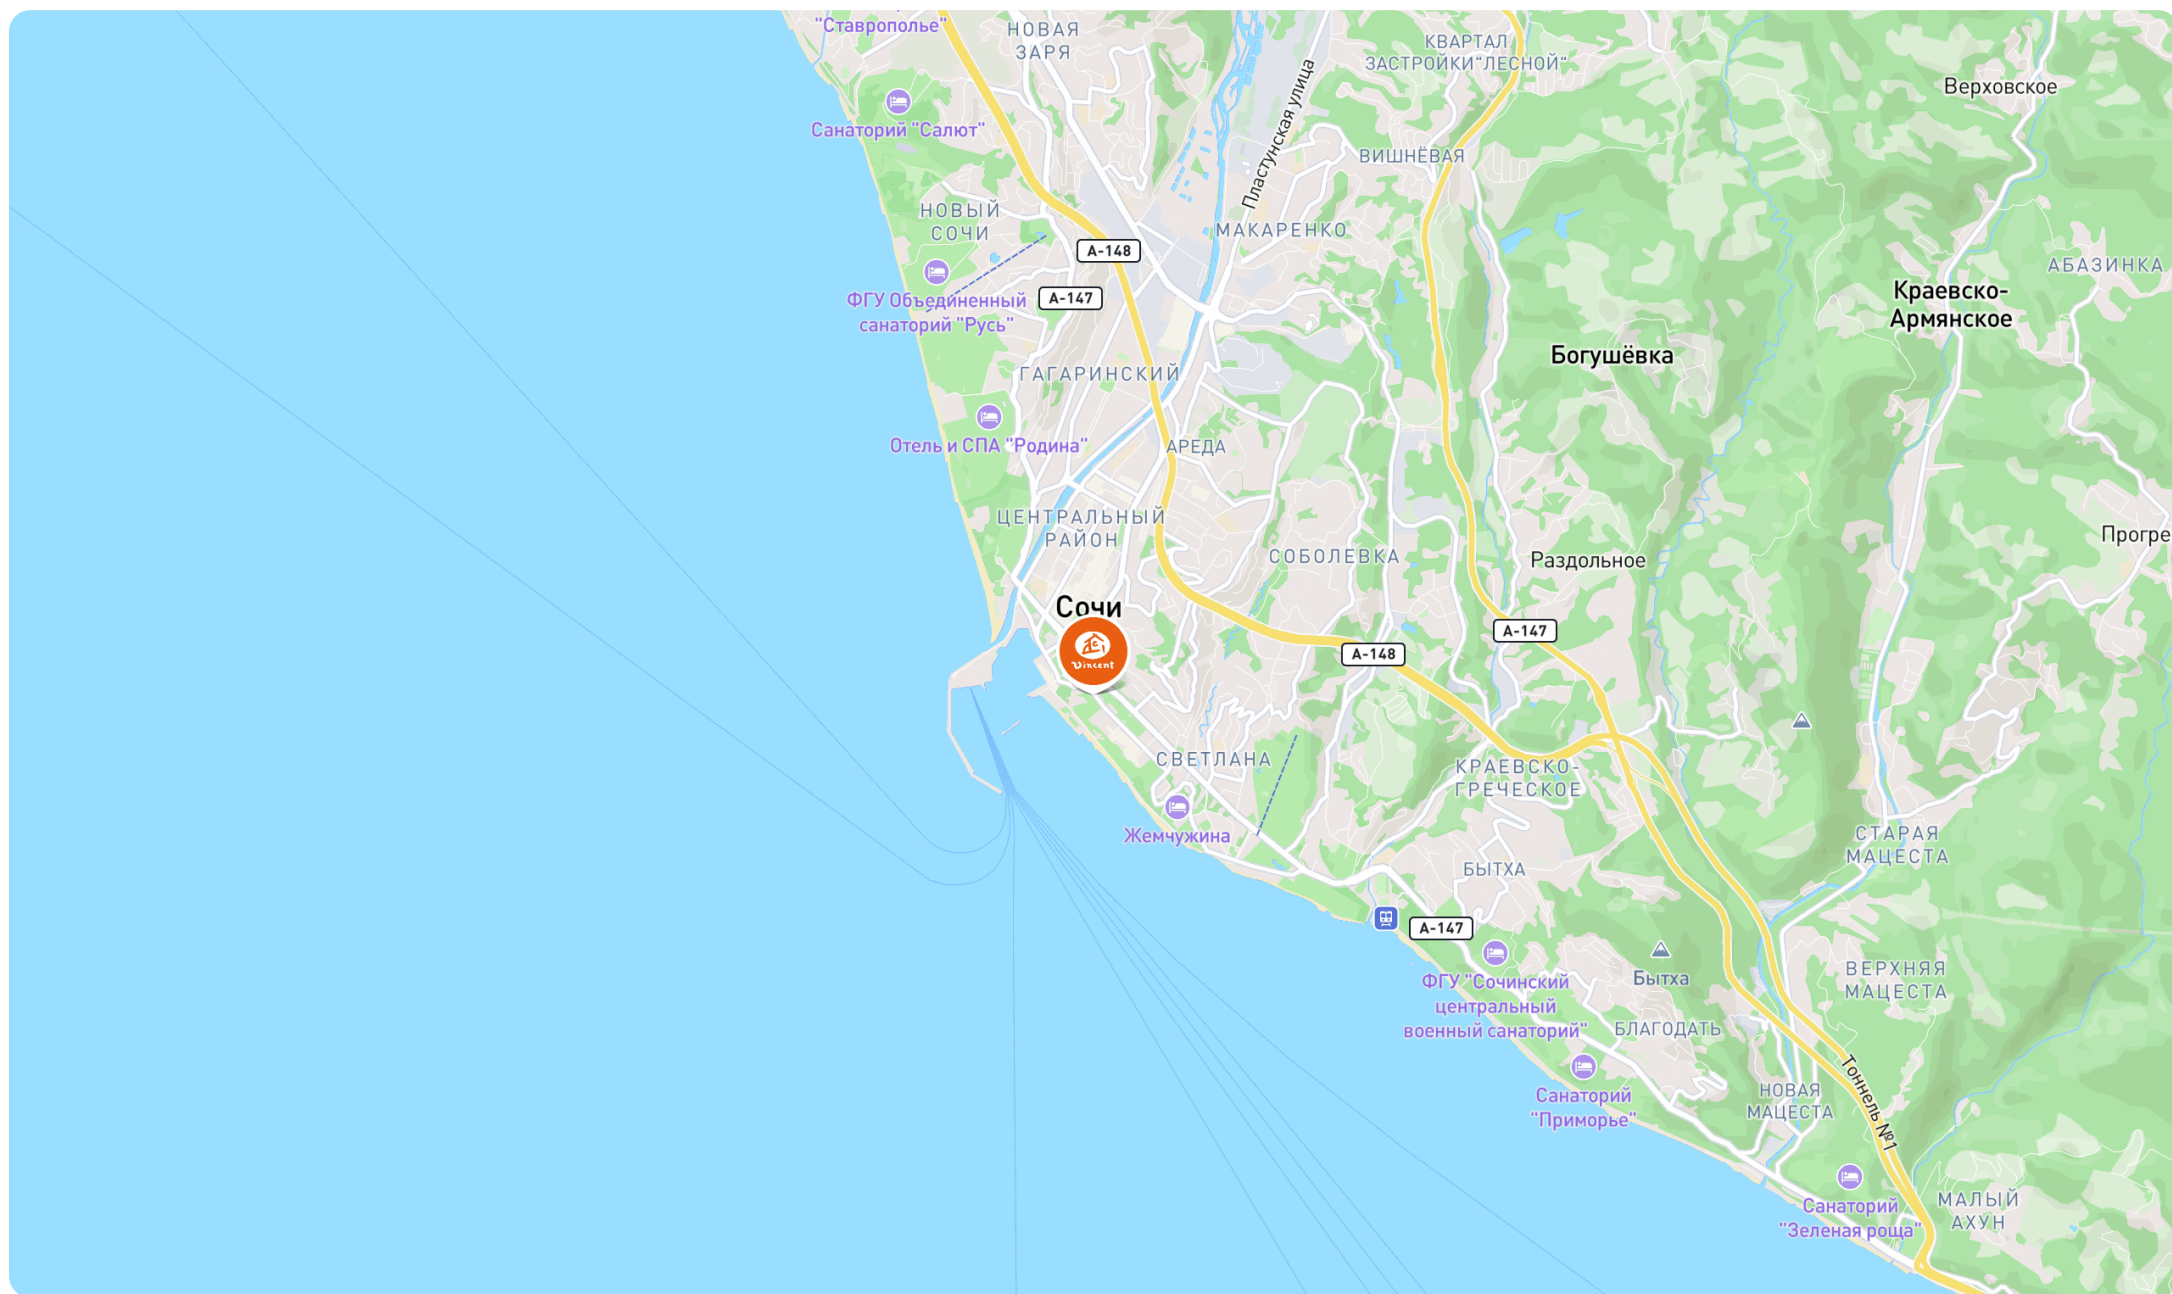 "Ставрополье"
НОВАЯ
ЗАРЯ
КВАРТАЛ
ЗАСТРОЙКИ"ЛЕСНОЙ"
Верховское
Санаторий "Салют"
Пластунская улица
ВИШНЁВАЯ
НОВЫЙ
СОЧИ
МАКАРЕНКО
А-148
АБАЗИНКА
ФГУ Объединенный
санаторий "Русь"
А-147
Краевско-
Армянское
Богушёвка
ГАГАРИНСКИЙ
Отель и СПА "Родина"
АРЕДА
ЦЕНТРАЛЬНЫЙ
РАЙОН
Прогре
СОБОЛЕВКА
Раздольное
Сочи
Vincent
А-147
А-148
СВЕТЛАНА
КРАЕВСКО-
ГРЕЧЕСКОЕ
Жемчужина
СТАРАЯ
МАЦЕСТА
БЫТХА
А-147
ФГУ "Сочинский
центральный
военный санаторий"
Бытха
ВЕРХНЯЯ
МАЦЕСТА
БЛАГОДАТЬ
Санаторий
"Приморье"
НОВАЯ
МАЦЕСТА
Тоннель №1
Санаторий
"Зеленая роща"
МАЛЫЙ
АХУН